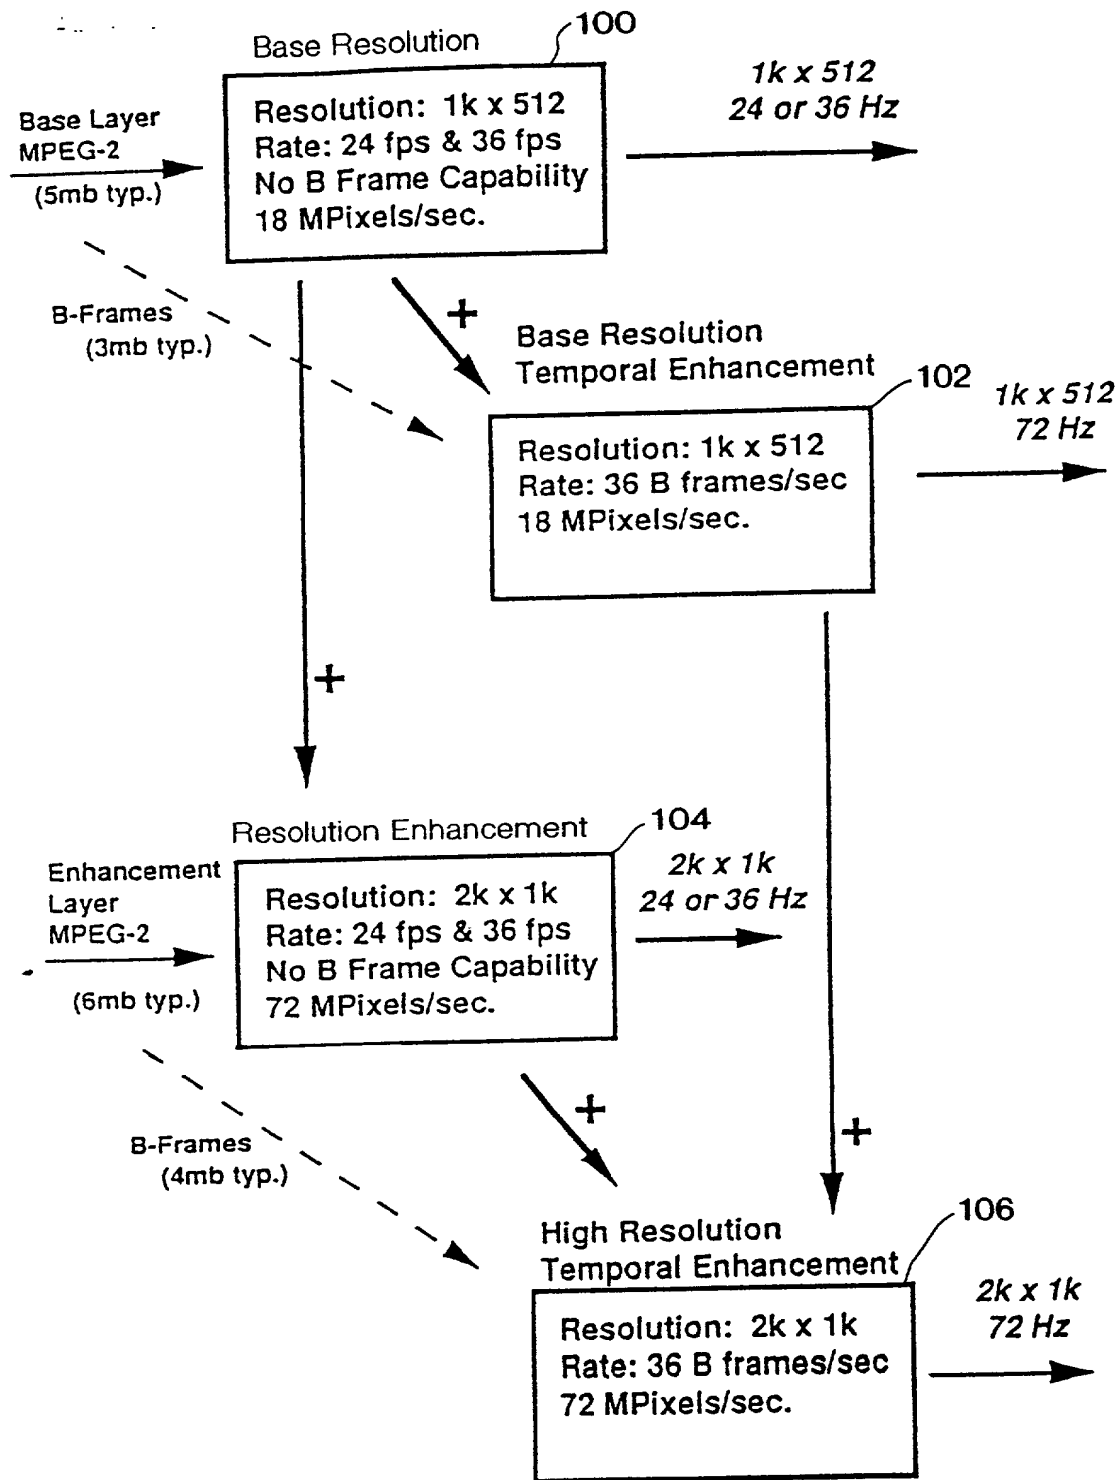 Base Resolution
100
Base Layer
MPEG-2
(5mb typ.)
Resolution: 1k x 512
Rate: 24 fps & 36 fps
No B Frame Capability
18 MPixels/sec.
1k x 512
24 or 36 Hz
B-Frames
(3mb typ.)
+
Base Resolution
Temporal Enhancement
102
Resolution: 1k x 512
Rate: 36 B frames/sec
18 MPixels/sec.
1k x 512
72 Hz
+
Resolution Enhancement
104
Enhancement
Layer
MPEG-2
(6mb typ.)
Resolution: 2k x 1k
Rate: 24 fps & 36 fps
No B Frame Capability
72 MPixels/sec.
2k x 1k
24 or 36 Hz
B-Frames
(4mb typ.)
+
+
High Resolution
Temporal Enhancement
106
Resolution: 2k x 1k
Rate: 36 B frames/sec
72 MPixels/sec.
2k x 1k
72 Hz